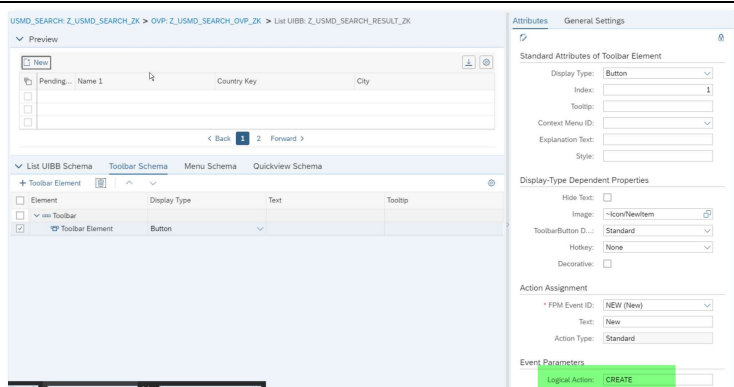 USMD_SEARCH: Z_USMD_SEARCH_ZK > OVP: Z_USMD_SEARCH_OVP_ZK > List UIBB: Z_USMD_SEARCH_RESULT_ZK
Preview
New
Pending... Name 1 Country Key City
< Back 1 2 Forward >
List UIBB Schema Toolbar Schema Menu Schema Quickview Schema
+ Toolbar Element
Element Display Type Text Tooltip
Toolbar
Toolbar Element Button
Attributes General Settings
Standard Attributes of Toolbar Element
Display Type: Button
Index: 1
Tooltip:
Context Menu ID:
Explanation Text:
Style:
Display-Type Dependent Properties
Hide Text:
Image: ~Icon/NewItem
ToolbarButton D...: Standard
Hotkey: None
Decorative:
Action Assignment
* FPM Event ID: NEW (New)
Text: New
Action Type: Standard
Event Parameters
Logical Action: CREATE